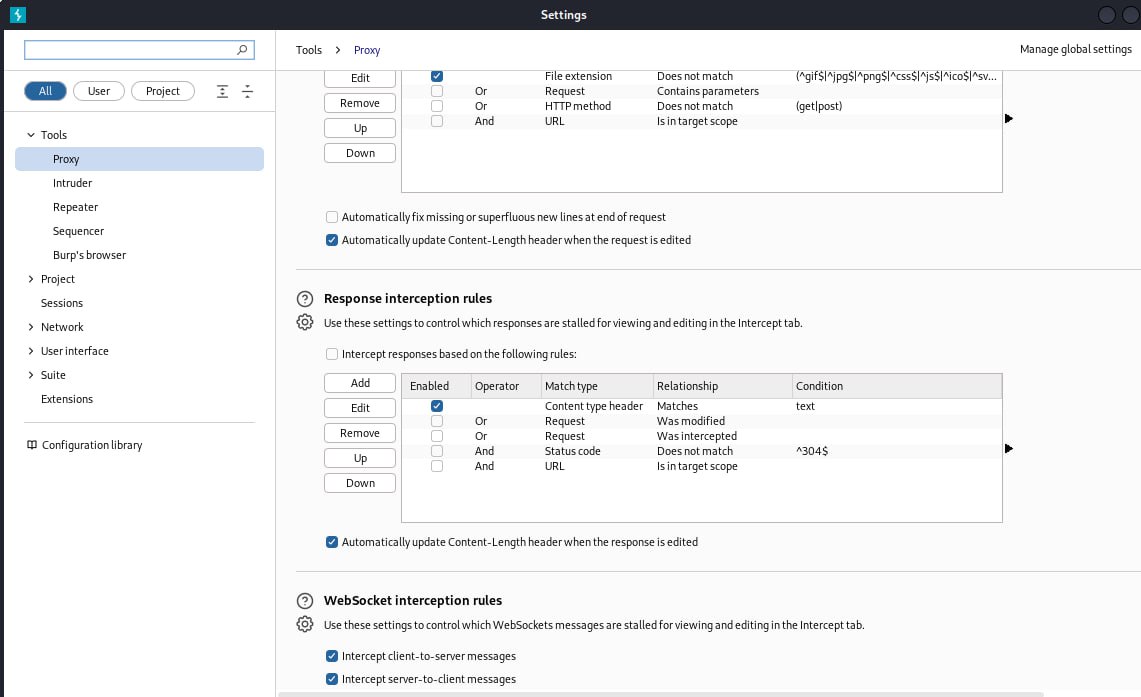 Settings
Tools > Proxy
Manage global settings
All User Project
Tools
Proxy
Intruder
Repeater
Sequencer
Burp's browser
Project
Sessions
Network
User interface
Suite
Extensions
Configuration library
Edit
Remove
Up
Down
File extension Does not match (^gif$|^jpg$|^png$|^css$|^js$|^ico$|^sv...
Or Request Contains parameters
Or HTTP method Does not match (get|post)
And URL Is in target scope
Automatically fix missing or superfluous new lines at end of request
Automatically update Content-Length header when the request is edited
Response interception rules
Use these settings to control which responses are stalled for viewing and editing in the Intercept tab.
Intercept responses based on the following rules:
Add
Edit
Remove
Up
Down
Enabled Operator Match type Relationship Condition
Content type header Matches text
Or Request Was modified
Or Request Was intercepted
And Status code Does not match ^304$
And URL Is in target scope
Automatically update Content-Length header when the response is edited
WebSocket interception rules
Use these settings to control which WebSockets messages are stalled for viewing and editing in the Intercept tab.
Intercept client-to-server messages
Intercept server-to-client messages